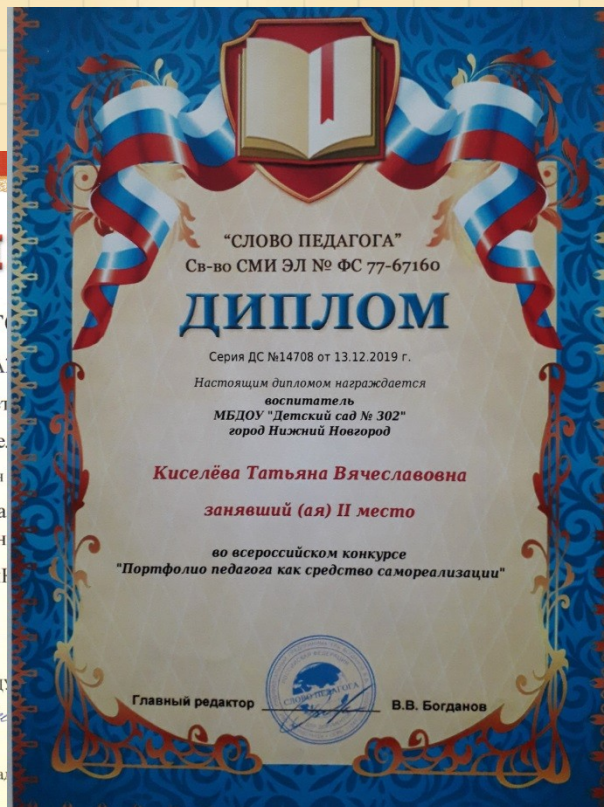 "СЛОВО ПЕДАГОГА"
Св-во СМИ ЭЛ № ФС 77-67160
ДИПЛОМ
Серия ДС №14708 от 13.12.2019 г.
Настоящим дипломом награждается
воспитатель
МБДОУ "Детский сад № 302"
город Нижний Новгород
Киселёва Татьяна Вячеславовна
занявший (ая) II место
во всероссийском конкурсе
"Портфолио педагога как средство самореализации"
СЛОВО ПЕДАГОГА
Главный редактор
В.В. Богданов